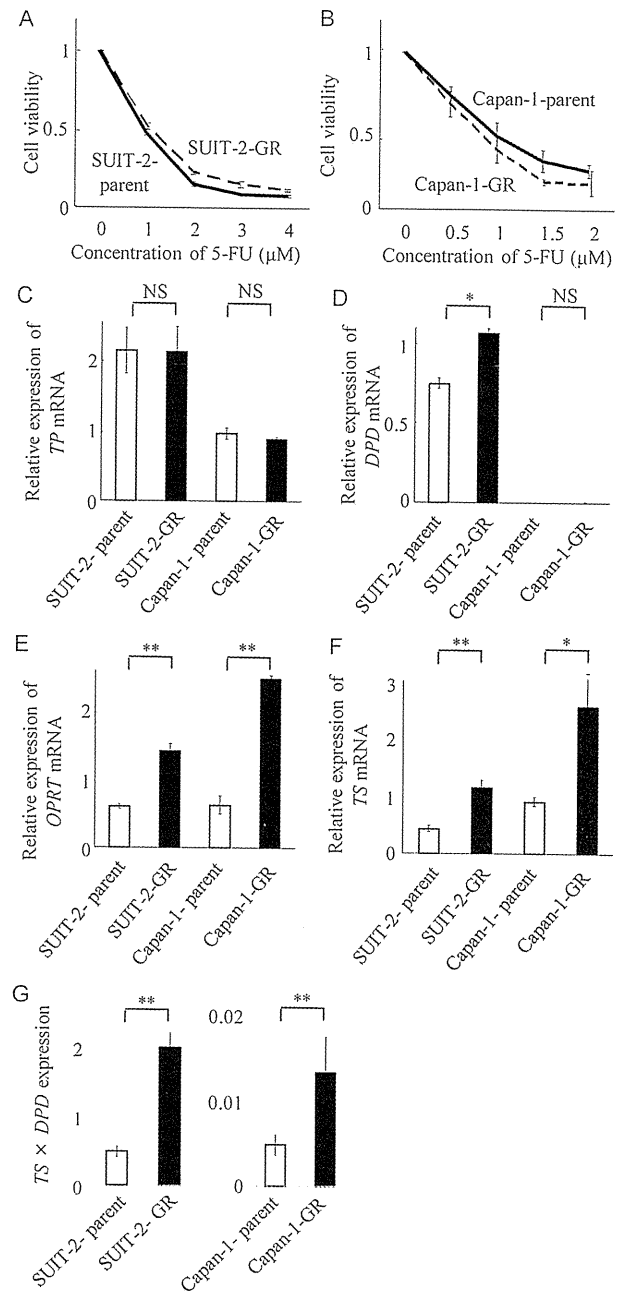 A
1
0.5
0
Cell viability
SUIT-2-GR
SUIT-2-
parent
0 1 2 3 4
Concentration of 5-FU (µM)
B
1
0.5
0
Cell viability
Capan-1-parent
Capan-1-GR
0 0.5 1 1.5 2
Concentration of 5-FU (µM)
C
NS NS
Relative expression of
TP mRNA
2
1
0
SUIT-2- parent
SUIT-2-GR
Capan-1- parent
Capan-1-GR
D
* NS
Relative expression of
DPD mRNA
1
0.5
0
SUIT-2- parent
SUIT-2-GR
Capan-1- parent
Capan-1-GR
E
** **
Relative expression of
OPRT mRNA
2
1
0
SUIT-2- parent
SUIT-2-GR
Capan-1- parent
Capan-1-GR
F
** *
Relative expression of
TS mRNA
3
2
1
0
SUIT-2- parent
SUIT-2-GR
Capan-1- parent
Capan-1-GR
G
** **
TS × DPD expression
2
1
0
SUIT-2- parent
SUIT-2- GR
0.02
0.01
0
Capan-1- parent
Capan-1-GR